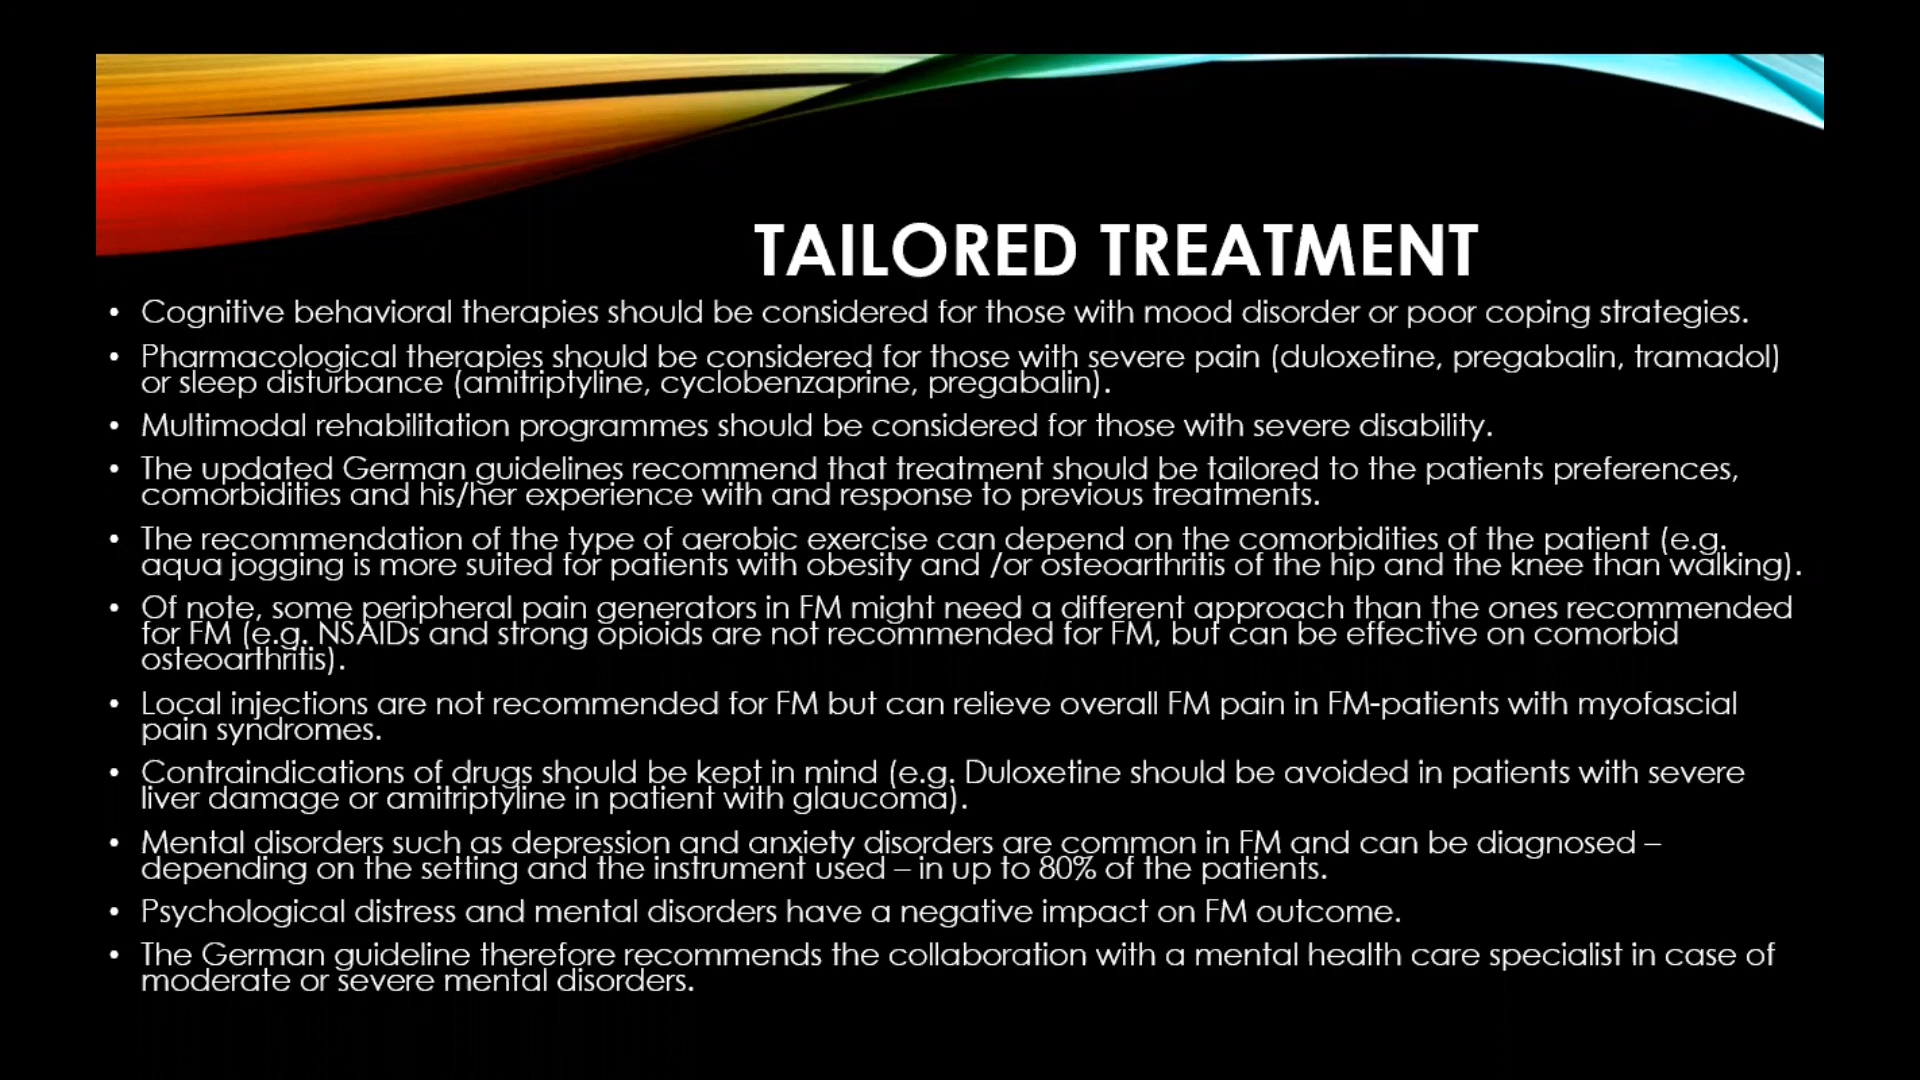 TAILORED TREATMENT
• Cognitive behavioral therapies should be considered for those with mood disorder or poor coping strategies.
• Pharmacological therapies should be considered for those with severe pain (duloxetine, pregabalin, tramadol)
or sleep disturbance (amitriptyline, cyclobenzaprine, pregabalin).
• Multimodal rehabilitation programmes should be considered for those with severe disability.
• The updated German guidelines recommend that treatment should be tailored to the patients preferences,
comorbidities and his/her experience with and response to previous treatments.
• The recommendation of the type of aerobic exercise can depend on the comorbidities of the patient (e.g.
aqua jogging is more suited for patients with obesity and /or osteoarthritis of the hip and the knee than walking).
• Of note, some peripheral pain generators in FM might need a different approach than the ones recommended
for FM (e.g. NSAIDs and strong opioids are not recommended for FM, but can be effective on comorbid
osteoarthritis).
• Local injections are not recommended for FM but can relieve overall FM pain in FM-patients with myofascial
pain syndromes.
• Contraindications of drugs should be kept in mind (e.g. Duloxetine should be avoided in patients with severe
liver damage or amitriptyline in patient with glaucoma).
• Mental disorders such as depression and anxiety disorders are common in FM and can be diagnosed –
depending on the setting and the instrument used – in up to 80% of the patients.
• Psychological distress and mental disorders have a negative impact on FM outcome.
• The German guideline therefore recommends the collaboration with a mental health care specialist in case of
moderate or severe mental disorders.